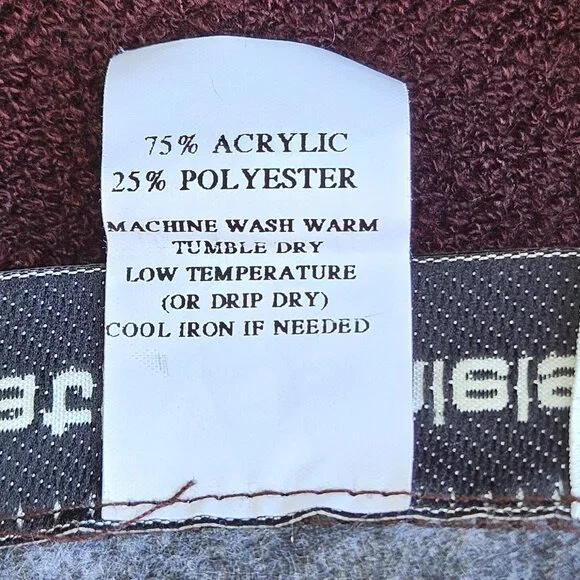 75% ACRYLIC
25% POLYESTER
MACHINE WASH WARM
TUMBLE DRY
LOW TEMPERATURE
(OR DRIP DRY)
COOL IRON IF NEEDED